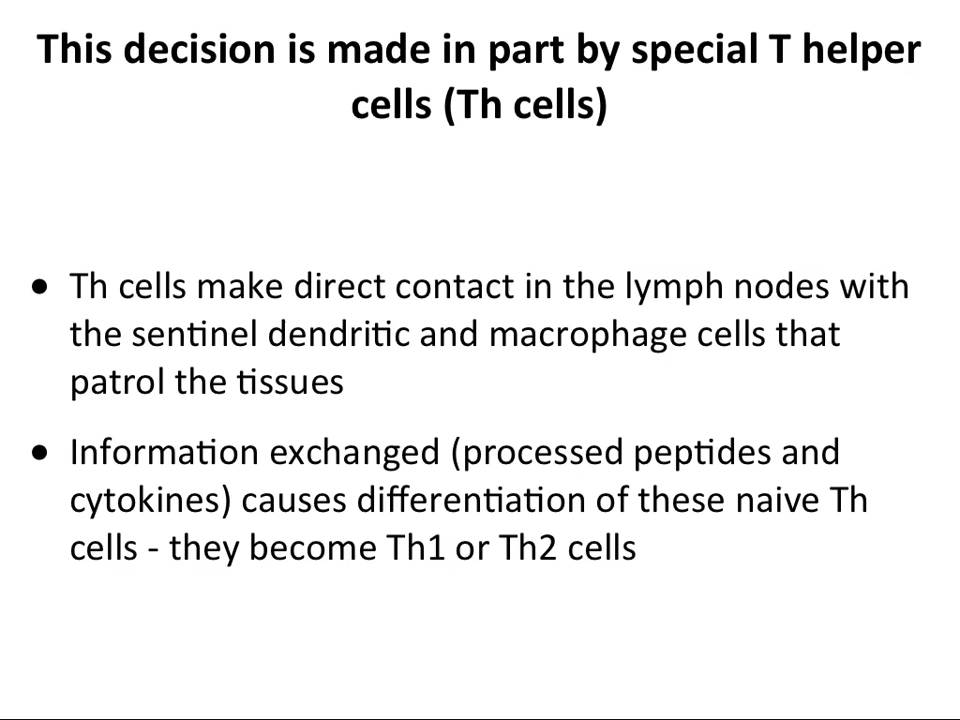 This decision is made in part by special T helper
cells (Th cells)
• Th cells make direct contact in the lymph nodes with
the sentinel dendritic and macrophage cells that
patrol the tissues
• Information exchanged (processed peptides and
cytokines) causes differentiation of these naive Th
cells - they become Th1 or Th2 cells